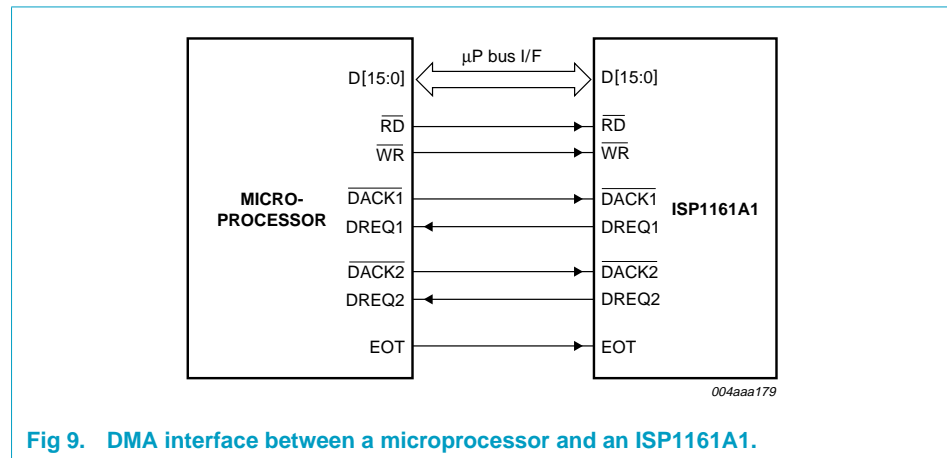 µP bus I/F
D[15:0] D[15:0]
RD RD
WR WR
MICRO-
PROCESSOR
DACK1 DACK1
ISP1161A1
DREQ1 DREQ1
DACK2 DACK2
DREQ2 DREQ2
EOT EOT
004aaa179
Fig 9. DMA interface between a microprocessor and an ISP1161A1.